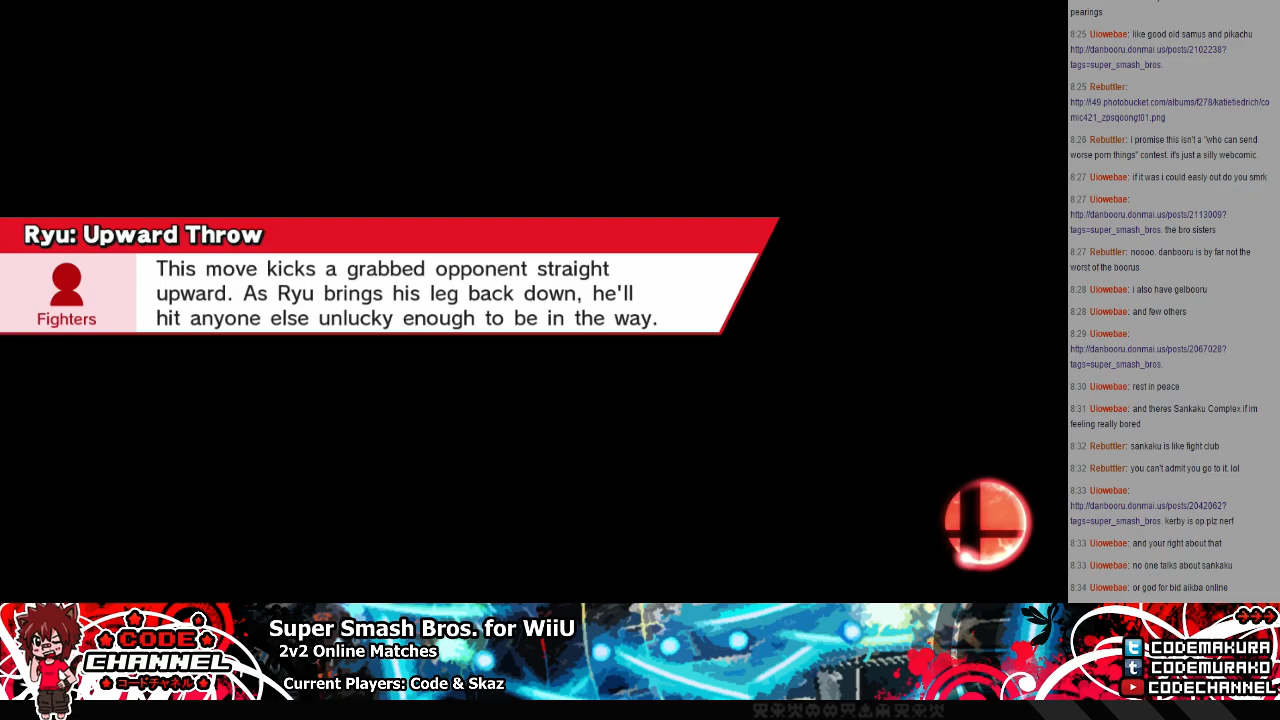 Ryu: Upward Throw
Fighters
This move kicks a grabbed opponent straight
upward. As Ryu brings his leg back down, he'll
hit anyone else unlucky enough to be in the way.
pearings
8:25 Uiowebae: like good old samus and pikachu
http://danbooru.donmai.us/posts/2102238?
tags=super_smash_bros.
8:25 Rebuttler:
http://i49.photobucket.com/albums/f278/katietiedrich/co
mic421_zpsqoongt01.png
8:26 Rebuttler: i promise this isn't a "who can send
worse porn things" contest. it's just a silly webcomic.
8:27 Uiowebae: if it was i could easly out do you smrk
8:27 Uiowebae:
http://danbooru.donmai.us/posts/2113009?
tags=super_smash_bros. the bro sisters
8:27 Rebuttler: noooo. danbooru is by far not the
worst of the boorus
8:28 Uiowebae: i also have gelbooru
8:28 Uiowebae: and few others
8:29 Uiowebae:
http://danbooru.donmai.us/posts/2067028?
tags=super_smash_bros.
8:30 Uiowebae: rest in peace
8:31 Uiowebae: and theres Sankaku Complex if im
feeling really bored
8:32 Rebuttler: sankaku is like fight club
8:32 Rebuttler: you can't admit you go to it. lol
8:33 Uiowebae:
http://danbooru.donmai.us/posts/2042062?
tags=super_smash_bros. kerby is op plz nerf
8:33 Uiowebae: and your right about that
8:33 Uiowebae: no one talks about sankaku
8:34 Uiowebae: or god for bid aikba online
CODE
CHANNEL
コードチャンネル
Super Smash Bros. for WiiU
2v2 Online Matches
Current Players: Code & Skaz
CODEMAKURA
CODEMURAKO
CODECHANNEL